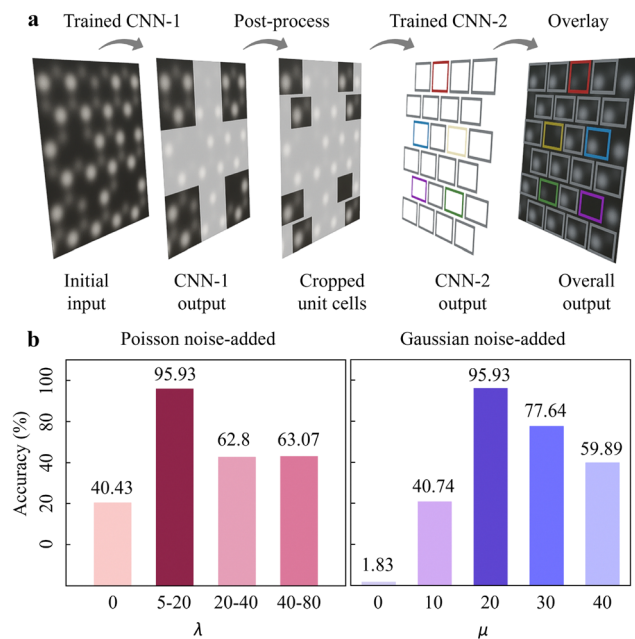 a
Trained CNN-1
Post-process
Trained CNN-2
Overlay
Initial
input
CNN-1
output
Cropped
unit cells
CNN-2
output
Overall
output
b
Poisson noise-added
Gaussian noise-added
Accuracy (%)
100
80
60
40
20
0
40.43
95.93
62.8
63.07
0
5-20
20-40
40-80
λ
1.83
40.74
95.93
77.64
59.89
0
10
20
30
40
μ